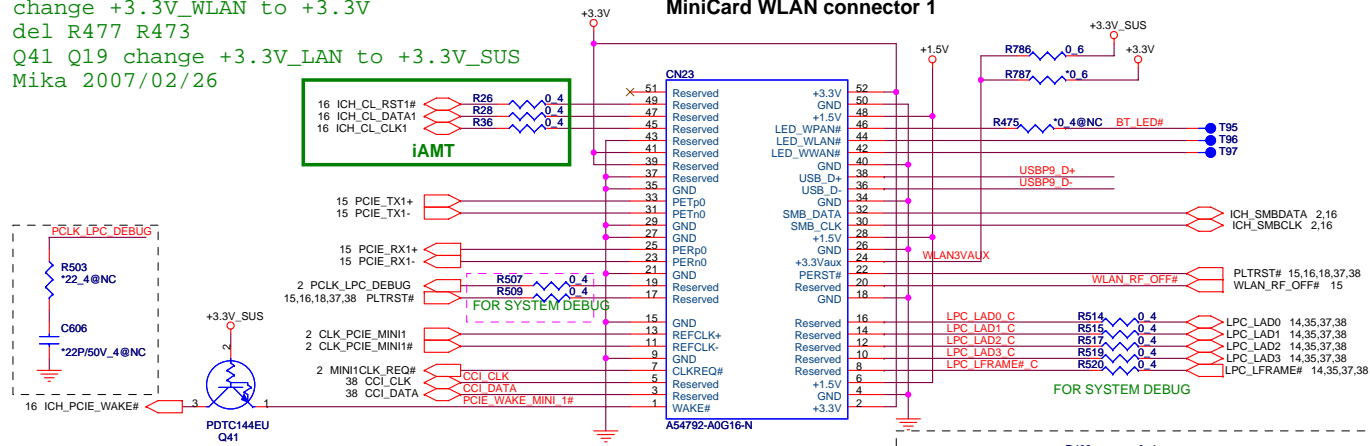 change +3.3V_WLAN to +3.3V
del R477 R473
Q41 Q19 change +3.3V_LAN to +3.3V_SUS
Mika 2007/02/26
MiniCard WLAN connector 1
+3.3V
+1.5V
+3.3V_SUS
+3.3V
R786 0_6
R787 *0_6
CN23
16 ICH_CL_RST1# R26 0_4
16 ICH_CL_DATA1 R28 0_4
16 ICH_CL_CLK1 R36 0_4
iAMT
51 Reserved +3.3V 52
49 Reserved GND 50
47 Reserved +1.5V 48
45 Reserved LED_WPAN# 46
43 Reserved LED_WLAN# 44
41 Reserved LED_WWAN# 42
39 Reserved GND 40
37 Reserved USB_D+ 38
35 GND USB_D- 36
33 PETp0 GND 34
31 PETn0 SMB_DATA 32
29 GND SMB_CLK 30
27 GND +1.5V 28
25 PERp0 GND 26
23 PERn0 +3.3Vaux 24
21 GND PERST# 22
19 Reserved Reserved 20
17 Reserved GND 18
15 GND Reserved 16
13 REFCLK+ Reserved 14
11 REFCLK- Reserved 12
9 GND Reserved 10
7 CLKREQ# Reserved 8
5 Reserved +1.5V 6
3 Reserved GND 4
1 WAKE# +3.3V 2
A54792-A0G16-N
R475 *0_4@NC BT_LED# T95
T96
T97
USBP9_D+
USBP9_D-
ICH_SMBDATA 2,16
ICH_SMBCLK 2,16
WLAN3VAUX
PLTRST# 15,16,18,37,38
WLAN_RF_OFF# WLAN_RF_OFF# 15
LPC_LAD0_C R514 0_4 LPC_LAD0 14,35,37,38
LPC_LAD1_C R515 0_4 LPC_LAD1 14,35,37,38
LPC_LAD2_C R517 0_4 LPC_LAD2 14,35,37,38
LPC_LAD3_C R519 0_4 LPC_LAD3 14,35,37,38
LPC_LFRAME#_C R520 0_4 LPC_LFRAME# 14,35,37,38
FOR SYSTEM DEBUG
15 PCIE_TX1+
15 PCIE_TX1-
15 PCIE_RX1+
15 PCIE_RX1-
2 PCLK_LPC_DEBUG R507 0_4
15,16,18,37,38 PLTRST# R509 0_4
FOR SYSTEM DEBUG
2 CLK_PCIE_MINI1
2 CLK_PCIE_MINI1#
2 MINI1CLK_REQ#
38 CCI_CLK CCI_CLK
38 CCI_DATA CCI_DATA
PCIE_WAKE_MINI_1#
PCLK_LPC_DEBUG
R503
*22_4@NC
C606
*22P/50V_4@NC
+3.3V_SUS
2
16 ICH_PCIE_WAKE# 3 1
PDTC144EU
Q41